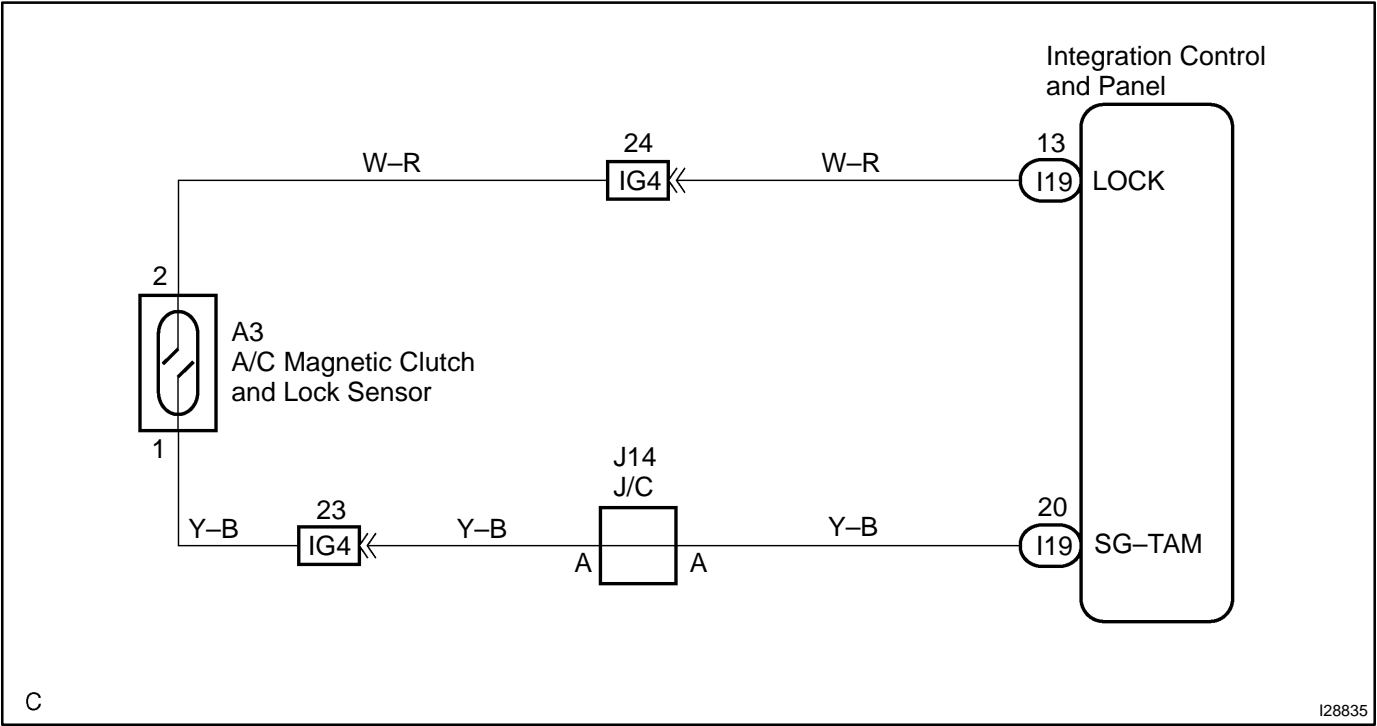 Integration Control
and Panel
24
13
W–R
W–R
IG4
I19
LOCK
2
A3
A/C Magnetic Clutch
and Lock Sensor
1
J14
J/C
23
20
Y–B
Y–B
Y–B
IG4
I19
SG–TAM
A
A
C
I28835